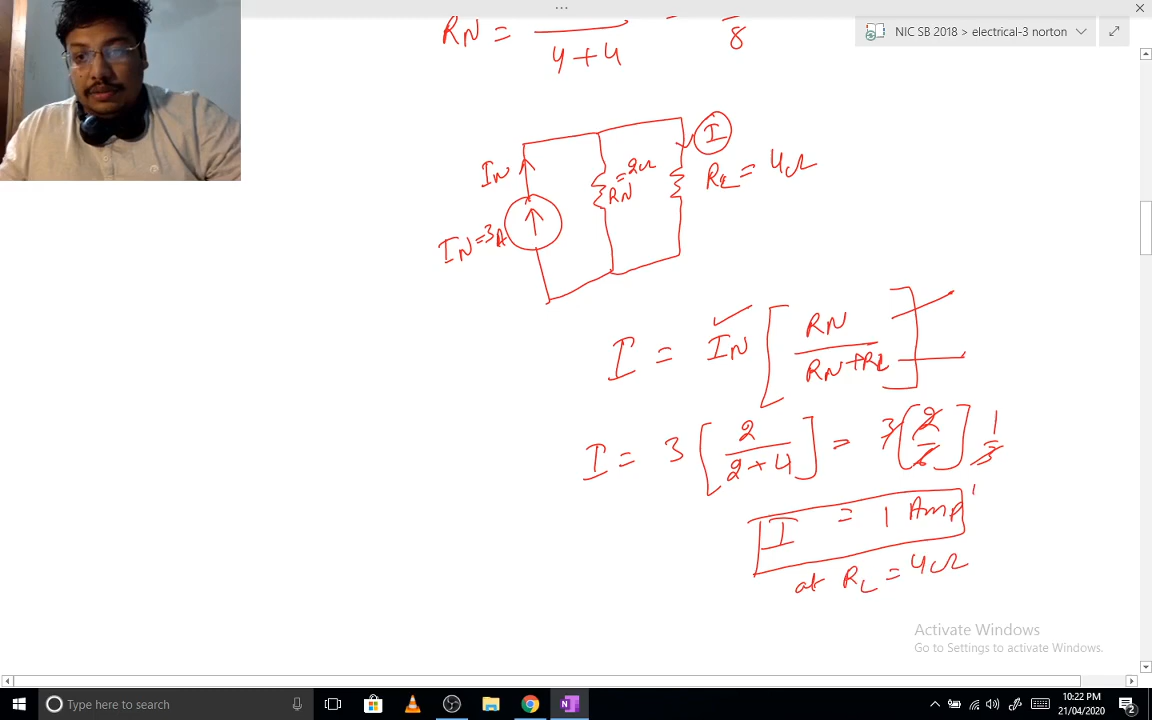 NIC SB 2018 > electrical-3 norton
RN = ――― =
4+4 8
I
IN
=2Ω
RN
RL = 4Ω
IN=3A
I = IN [ RN / RN+RL ]
I = 3 [ 2 / 2+4 ] = 3 [ 2 / 6 ] 1 / 3
I = 1 Amp
at RL = 4Ω
Activate Windows
Go to Settings to activate Windows.
Type here to search
10:22 PM
21/04/2020
2